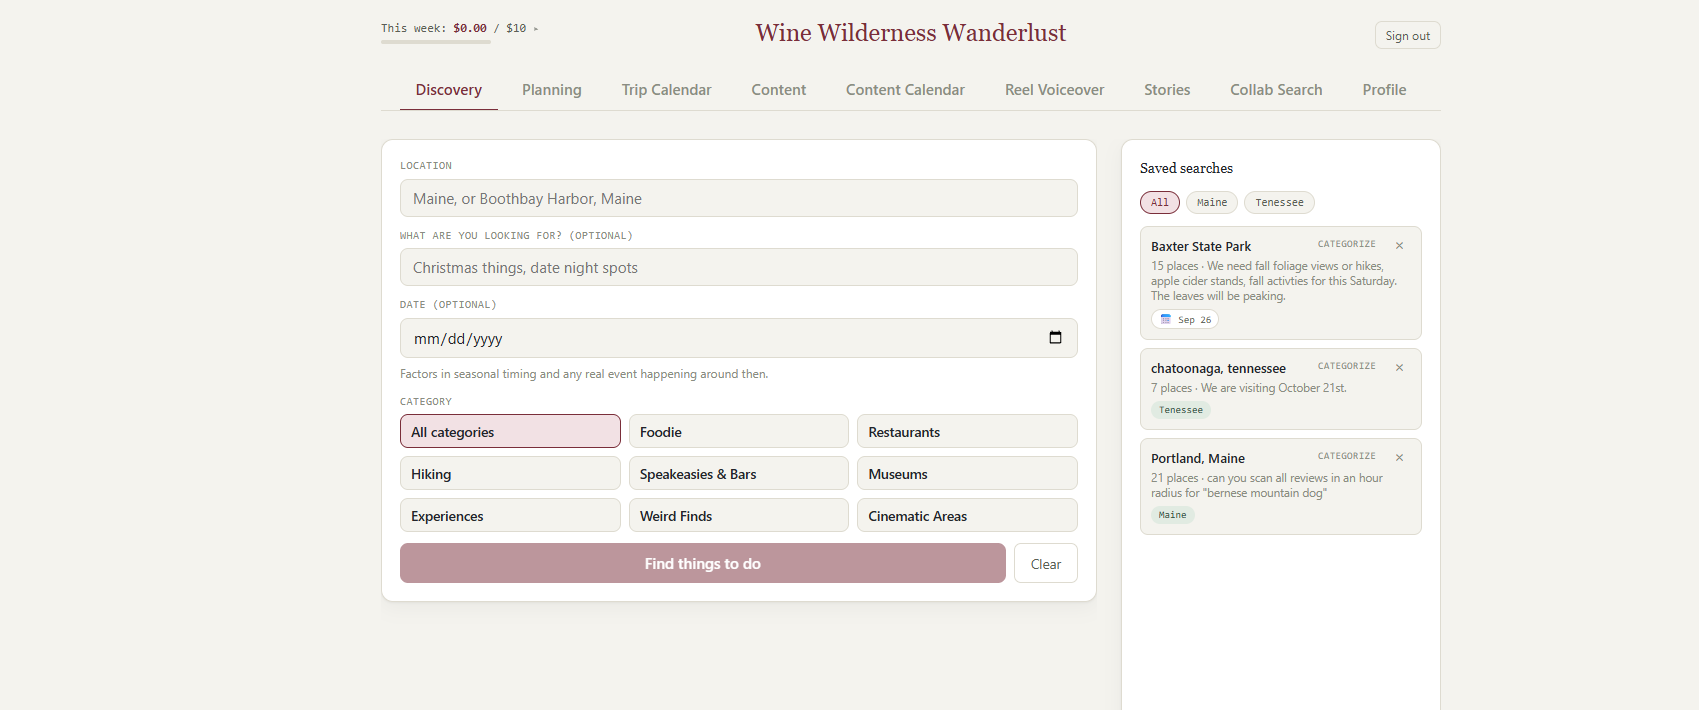 This week: $0.00 / $10 ▸
Wine Wilderness Wanderlust
Sign out
Discovery
Planning
Trip Calendar
Content
Content Calendar
Reel Voiceover
Stories
Collab Search
Profile
LOCATION
Maine, or Boothbay Harbor, Maine
WHAT ARE YOU LOOKING FOR? (OPTIONAL)
Christmas things, date night spots
DATE (OPTIONAL)
mm/dd/yyyy
Factors in seasonal timing and any real event happening around then.
CATEGORY
All categories
Foodie
Restaurants
Hiking
Speakeasies & Bars
Museums
Experiences
Weird Finds
Cinematic Areas
Find things to do
Clear
Saved searches
All
Maine
Tenessee
Baxter State Park
CATEGORIZE
×
15 places · We need fall foliage views or hikes,
apple cider stands, fall activties for this Saturday.
The leaves will be peaking.
Sep 26
chatoonaga, tennessee
CATEGORIZE
×
7 places · We are visiting October 21st.
Tenessee
Portland, Maine
CATEGORIZE
×
21 places · can you scan all reviews in an hour
radius for "bernese mountain dog"
Maine